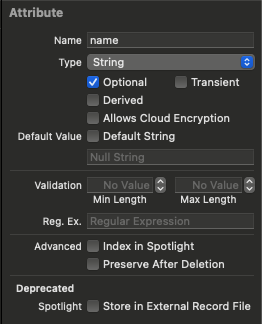 Attribute
Name name
Type String
Optional Transient
Derived
Allows Cloud Encryption
Default Value Default String
Null String
Validation No Value No Value
Min Length Max Length
Reg. Ex. Regular Expression
Advanced Index in Spotlight
Preserve After Deletion
Deprecated
Spotlight Store in External Record File